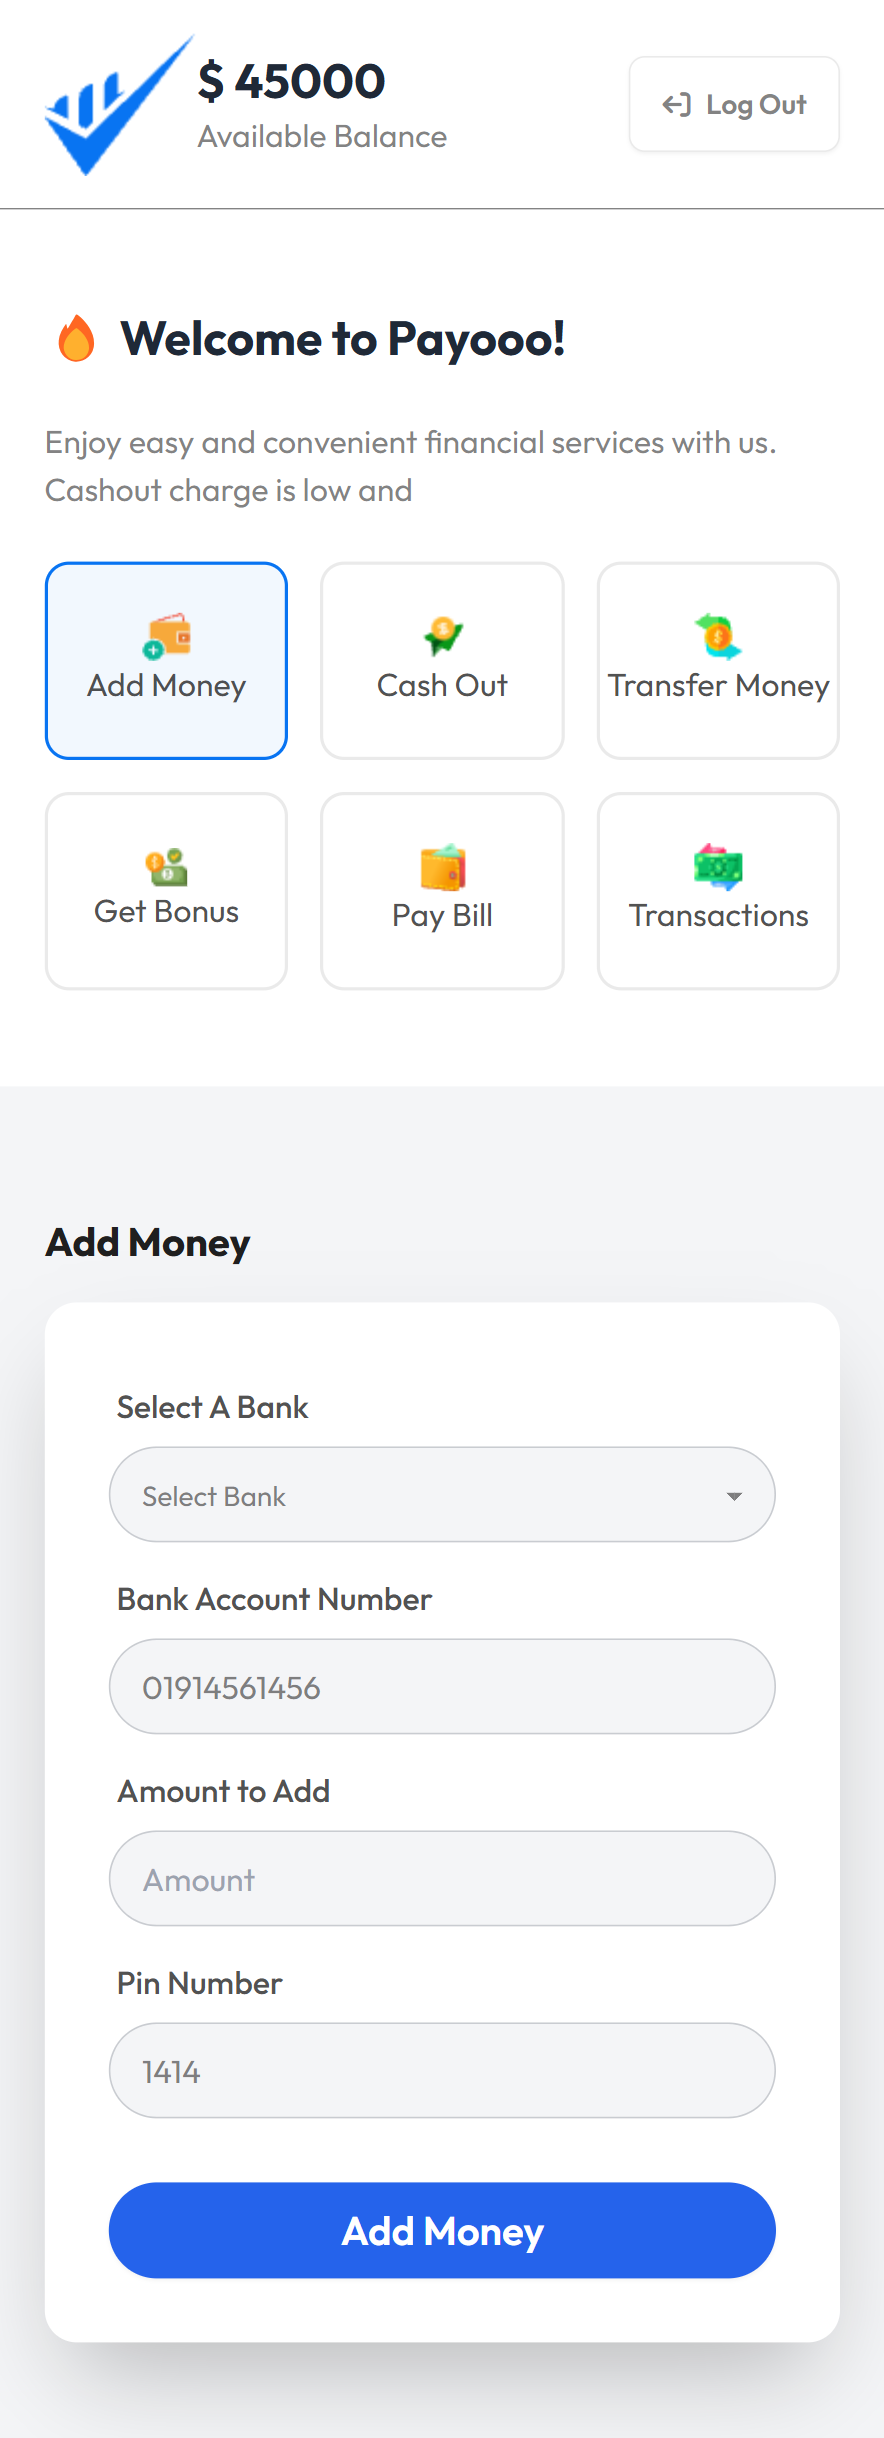 $ 45000
Available Balance
Log Out
Welcome to Payooo!
Enjoy easy and convenient financial services with us.
Cashout charge is low and
Add Money
Cash Out
Transfer Money
Get Bonus
Pay Bill
Transactions
Add Money
Select A Bank
Select Bank
Bank Account Number
01914561456
Amount to Add
Amount
Pin Number
1414
Add Money